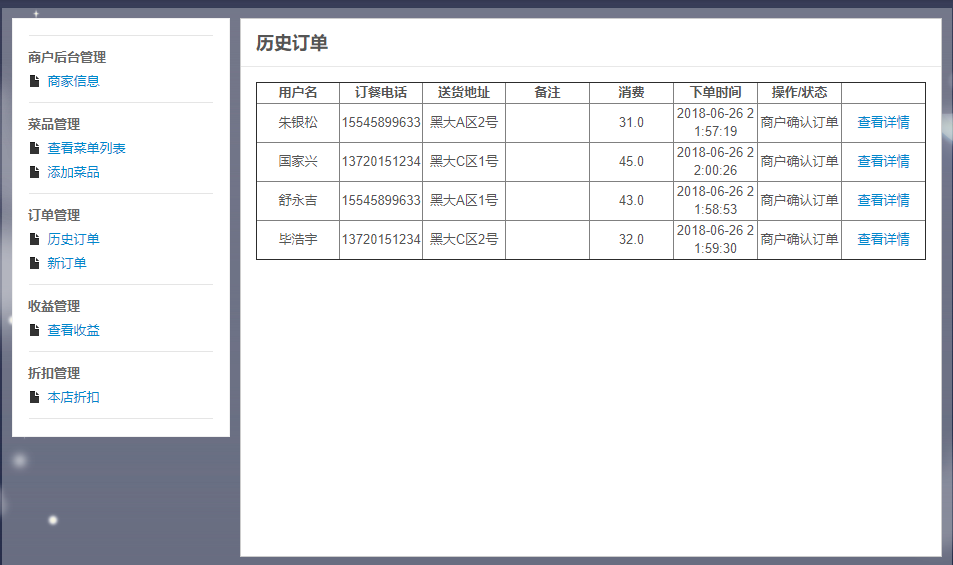 商户后台管理
商家信息
菜品管理
查看菜单列表
添加菜品
订单管理
历史订单
新订单
收益管理
查看收益
折扣管理
本店折扣
历史订单
用户名 订餐电话 送货地址 备注 消费 下单时间 操作/状态
朱银松 15545899633 黑大A区2号 31.0 2018-06-26 2
1:57:19 商户确认订单 查看详情
国家兴 13720151234 黑大C区1号 45.0 2018-06-26 2
2:00:26 商户确认订单 查看详情
舒永吉 15545899633 黑大A区1号 43.0 2018-06-26 2
1:58:53 商户确认订单 查看详情
毕浩宇 13720151234 黑大C区2号 32.0 2018-06-26 2
1:59:30 商户确认订单 查看详情